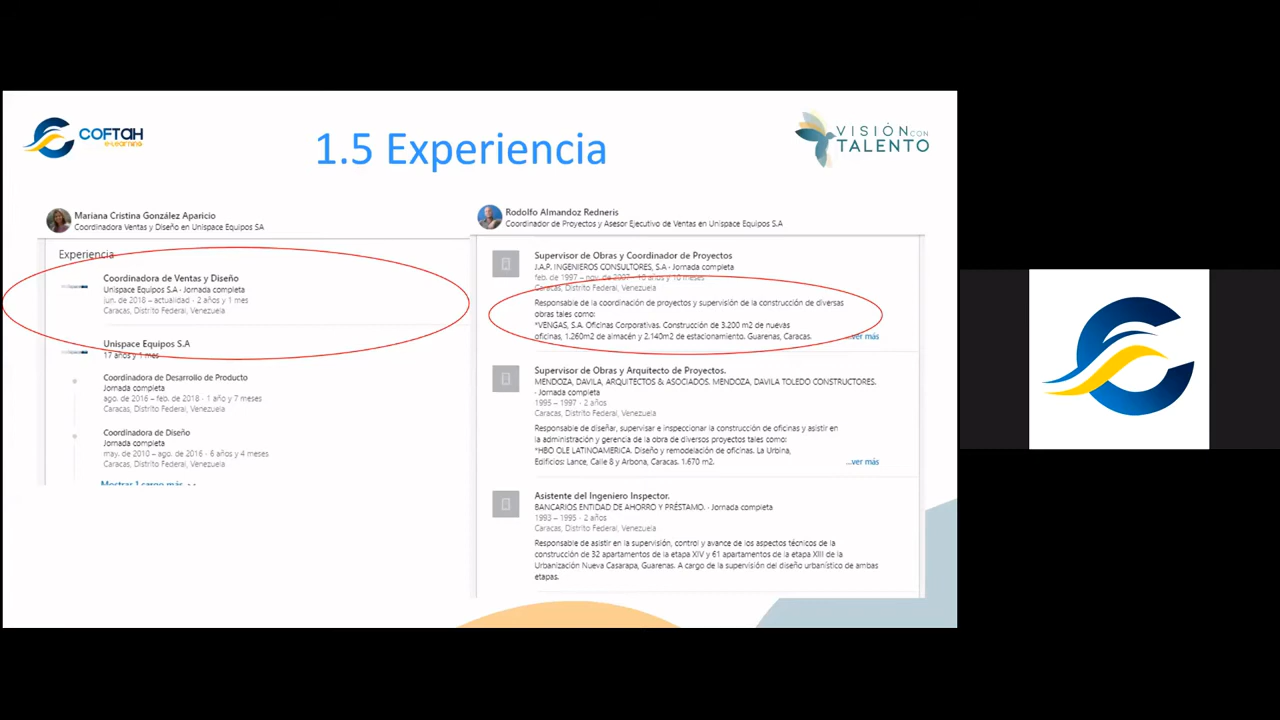 COFTAH
e-Learning
1.5 Experiencia
VISIÓN CON
TALENTO
Mariana Cristina González Aparicio
Coordinadora Ventas y Diseño en Unispace Equipos SA
Experiencia
Coordinadora de Ventas y Diseño
Unispace Equipos S.A · Jornada completa
jun. de 2018 – actualidad · 2 años y 1 mes
Caracas, Distrito Federal, Venezuela
Unispace Equipos S.A
17 años y 1 mes
Coordinadora de Desarrollo de Producto
Jornada completa
ago. de 2016 – feb. de 2018 · 1 año y 7 meses
Caracas, Distrito Federal, Venezuela
Coordinadora de Diseño
Jornada completa
may. de 2010 – ago. de 2016 · 6 años y 4 meses
Caracas, Distrito Federal, Venezuela
Mostrar 1 cargo más
Rodolfo Almandoz Redneris
Coordinador de Proyectos y Asesor Ejecutivo de Ventas en Unispace Equipos S.A
Supervisor de Obras y Coordinador de Proyectos
J.A.P. INGENIEROS CONSULTORES, S.A · Jornada completa
feb. de 1997 – nov. de 2007 · 10 años y 10 meses
Caracas, Distrito Federal, Venezuela
Responsable de la coordinación de proyectos y supervisión de la construcción de diversas
obras tales como:
*VENGAS, S.A. Oficinas Corporativas. Construcción de 3.200 m2 de nuevas
oficinas, 1.260m2 de almacén y 2.140m2 de estacionamiento. Guarenas, Caracas. ...ver más
Supervisor de Obras y Arquitecto de Proyectos.
MENDOZA, DAVILA, ARQUITECTOS & ASOCIADOS. MENDOZA, DAVILA TOLEDO CONSTRUCTORES.
· Jornada completa
1995 – 1997 · 2 años
Caracas, Distrito Federal, Venezuela
Responsable de diseñar, supervisar e inspeccionar la construcción de oficinas y asistir en
la administración y gerencia de la obra de diversos proyectos tales como:
*HBO OLE LATINOAMERICA. Diseño y remodelación de oficinas. La Urbina,
Edificios: Lance, Calle 8 y Arbona, Caracas. 1.670 m2. ...ver más
Asistente del Ingeniero Inspector.
BANCARIOS ENTIDAD DE AHORRO Y PRÉSTAMO. · Jornada completa
1993 – 1995 · 2 años
Caracas, Distrito Federal, Venezuela
Responsable de asistir en la supervisión, control y avance de los aspectos técnicos de la
construcción de 32 apartamentos de la etapa XIV y 61 apartamentos de la etapa XIII de la
Urbanización Nueva Casarapa, Guarenas. A cargo de la supervisión del diseño urbanístico de ambas
etapas.